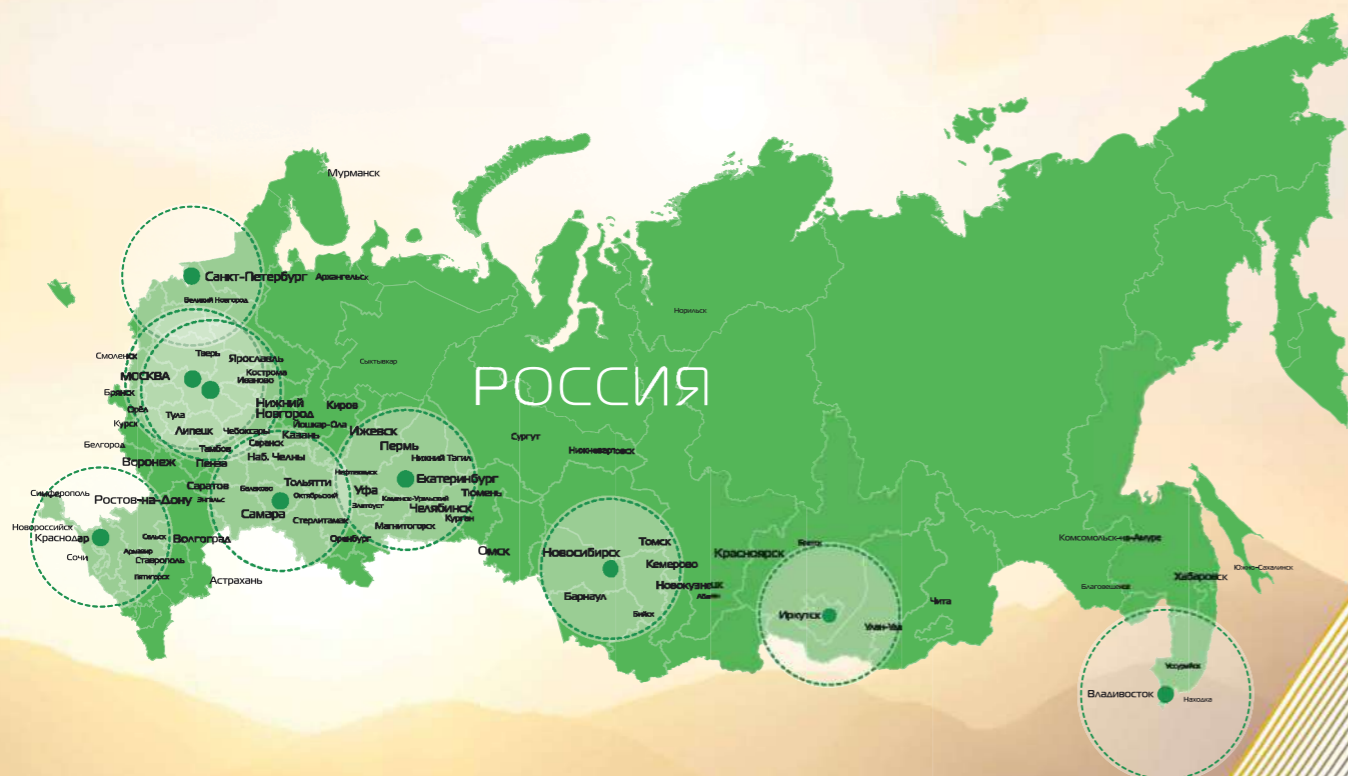 Мурманск
Санкт-Петербург
Архангельск
Великий Новгород
Норильск
Смоленск
Тверь
Ярославль
Сыктывкар
МОСКВА
Кострома
Иваново
РОССИЯ
Брянск
Орёл
Тула
Нижний
Новгород
Киров
Курск
Липецк
Чебоксары
Йошкар-Ола
Казань
Ижевск
Белгород
Тамбов
Саранск
Пермь
Сургут
Нижневартовск
Воронеж
Пенза
Наб. Челны
Нижний Тагил
Нефтекамск
Екатеринбург
Саратов
Балаково
Тольятти
Уфа
Тюмень
Симферополь
Ростов-на-Дону
Энгельс
Октябрьский
Каменск-Уральский
Златоуст
Челябинск
Самара
Стерлитамак
Курган
Магнитогорск
Новороссийск
Краснодар
Сальск
Волгоград
Оренбург
Сочи
Армавир
Ставрополь
Пятигорск
Астрахань
Омск
Новосибирск
Томск
Кемерово
Красноярск
Братск
Новокузнецк
Абакан
Барнаул
Бийск
Иркутск
Улан-Удэ
Чита
Комсомольск-на-Амуре
Благовещенск
Хабаровск
Южно-Сахалинск
Уссурийск
Владивосток
Находка